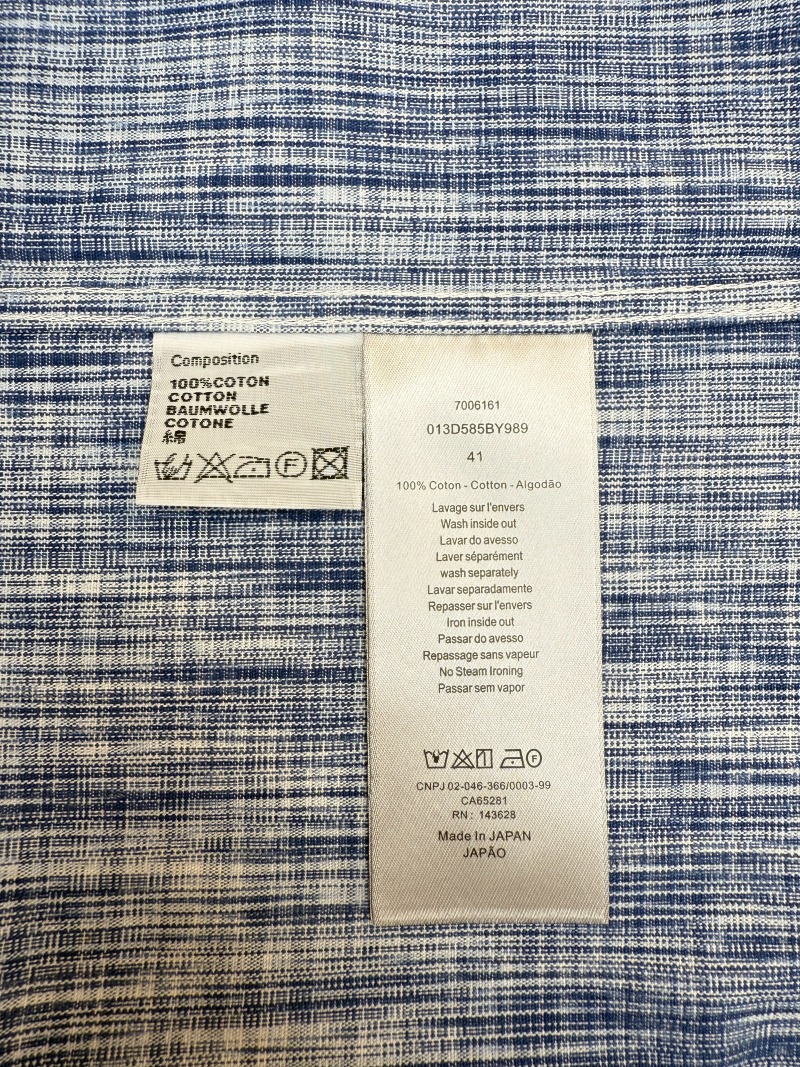 Composition
100%COTON
COTTON
BAUMWOLLE
COTONE
綿
F
7006161
013D585BY989
41
100% Coton - Cotton - Algodão
Lavage sur l'envers
Wash inside out
Lavar do avesso
Laver séparément
wash separately
Lavar separadamente
Repasser sur l'envers
Iron inside out
Passar do avesso
Repassage sans vapeur
No Steam Ironing
Passar sem vapor
F
CNPJ 02-046-366/0003-99
CA65281
RN: 143628
Made In JAPAN
JAPÃO